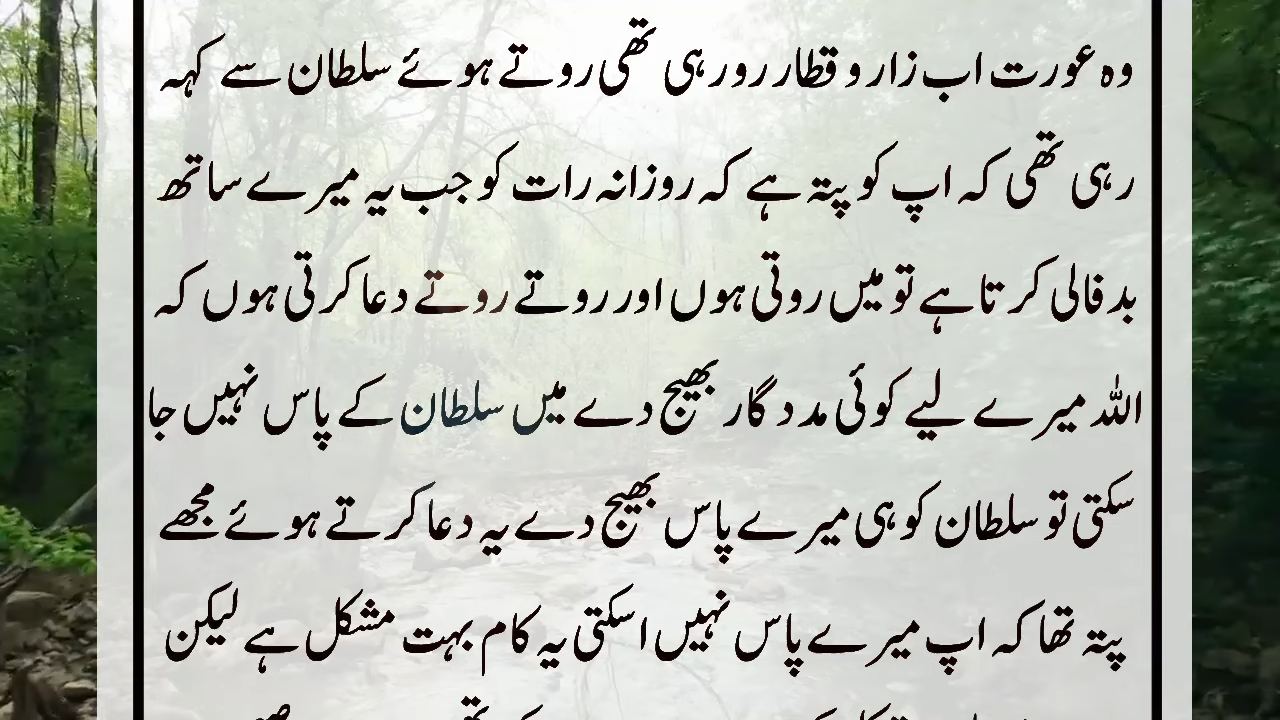 وہ عورت اب زار و قطار رو رہی تھی روتے ہوئے سلطان سے کہہ
رہی تھی کہ اپ کو پتہ ہے کہ روزانہ رات کو جب یہ میرے ساتھ
بدفالی کرتا ہے تو میں روتی ہوں اور روتے روتے دعا کرتی ہوں کہ
اللہ میرے لیے کوئی مددگار بھیج دے میں سلطان کے پاس نہیں جا
سکتی تو سلطان کو ہی میرے پاس بھیج دے یہ دعا کرتے ہوئے مجھے
پتہ تھا کہ اپ میرے پاس نہیں اسکتی یہ کام بہت مشکل ہے لیکن